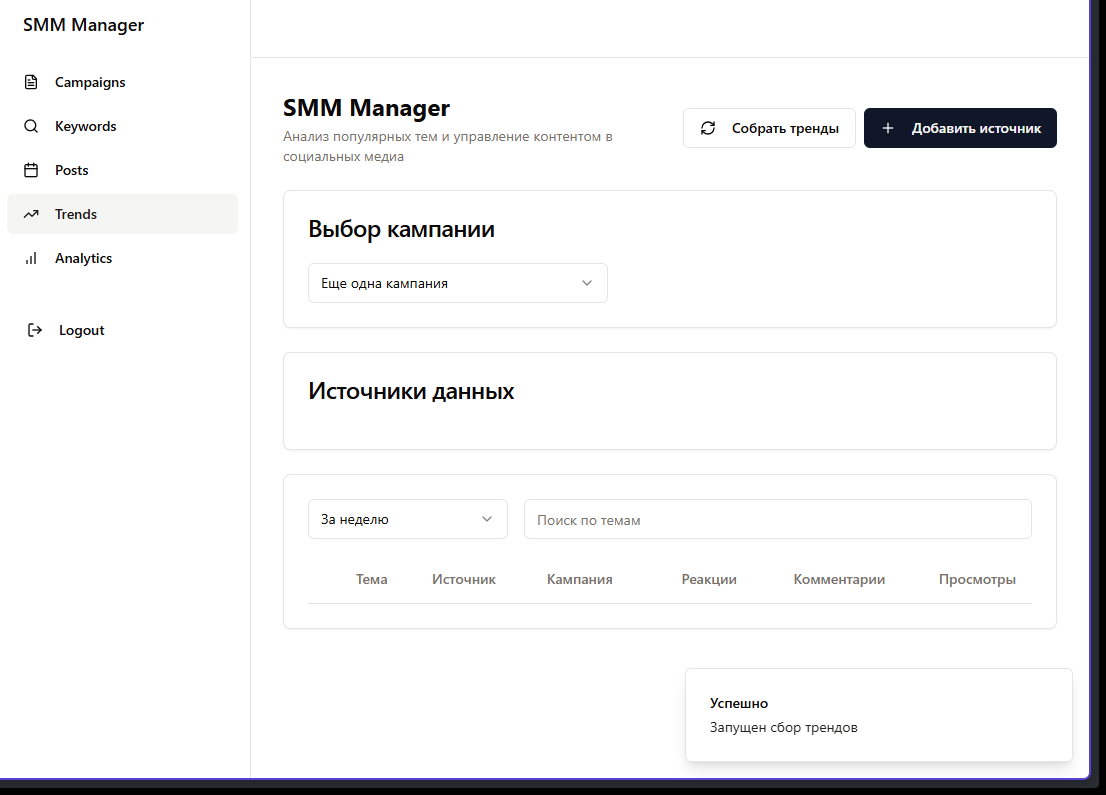 SMM Manager
Campaigns
Keywords
Posts
Trends
Analytics
Logout
SMM Manager
Анализ популярных тем и управление контентом в
социальных медиа
Собрать тренды
Добавить источник
Выбор кампании
Еще одна кампания
Источники данных
За неделю
Поиск по темам
Тема Источник Кампания Реакции Комментарии Просмотры
Успешно
Запущен сбор трендов